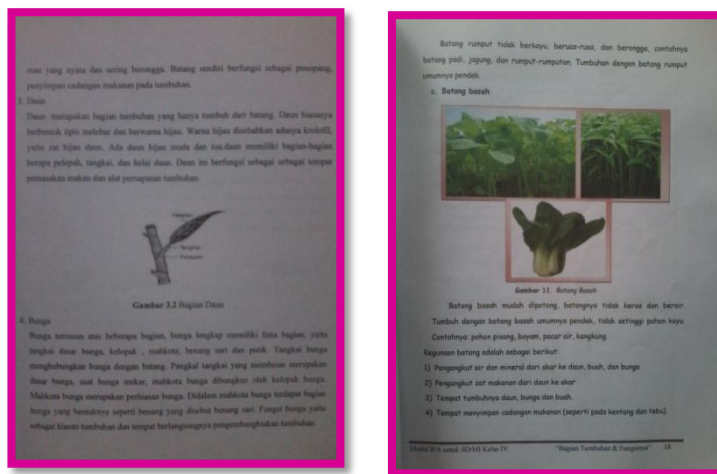 ruas yang nyata dan sering berongga. Batang sendiri berfungsi sebagai penopang,
penyimpan cadangan makanan pada tumbuhan.
3. Daun
Daun merupakan bagian tumbuhan yang hanya tumbuh dari batang. Daun biasanya
berbentuk tipis melebar dan berwarna hijau. Warna hijau disebabkan adanya
yaitu zat hijau daun. Ada daun hijau muda dan tua.daun memiliki bagian-bagian
berupa pelepah, tangkai, dan helai daun. Daun ini berfungsi sebagai sebagai tempat
pemasakan makan dan alat pernapasan tumbuhan.
Tangkai
Gambar 3.2 Bagian Daun
4. Bunga
Bunga tersusun atas beberapa bagian, bunga lengkap memiliki lima bagian, yaitu
tangkai dasar bunga, kelopak , mahkota, benang sari dan putik. Tangkai bunga
menghubungkan bunga dengan batang. Pangkal tangkai yang membesar merupakan
dasar bunga, saat bunga mekar, mahkota bunga dibungkus oleh kelopak bunga.
Mahkota bunga merupakan perhiasan bunga. Didalam mahkota bunga terdapat bagian
bunga yang bentuknya seperti benang yang disebut benang sari. Fungsi bunga yaitu
sebagai hiasan tumbuhan dan tempat berlangsungnya pengembangbiakan tumbuhan.
Batang rumput tidak berkayu, beruas-ruas, dan berongga, contohnya
batang padi, jagung, dan rumput-rumputan. Tumbuhan dengan batang rumput
umumnya pendek.
c. Batang basah
Gambar 11. Batang Basah
Batang basah mudah dipotong, batangnya tidak keras dan berair.
Tumbuh dengan batang basah umumnya pendek, tidak setinggi pohon kayu.
Contohnya: pohon pisang, bayam, pacar air, kangkung.
Kegunaan batang adalah sebagai berikut:
1) Pengangkut air dan mineral dari akar ke daun, buah, dan bunga
2) Pengangkut zat makanan dari daun ke akar
3) Tempat tumbuhnya daun, bunga dan buah.
4) Tempat menyimpan cadangan makanan (seperti pada kentang dan tebu).
Modul IPA untuk SD/MI Kelas IV "Bagian Tumbuhan & Fungsinya" 18